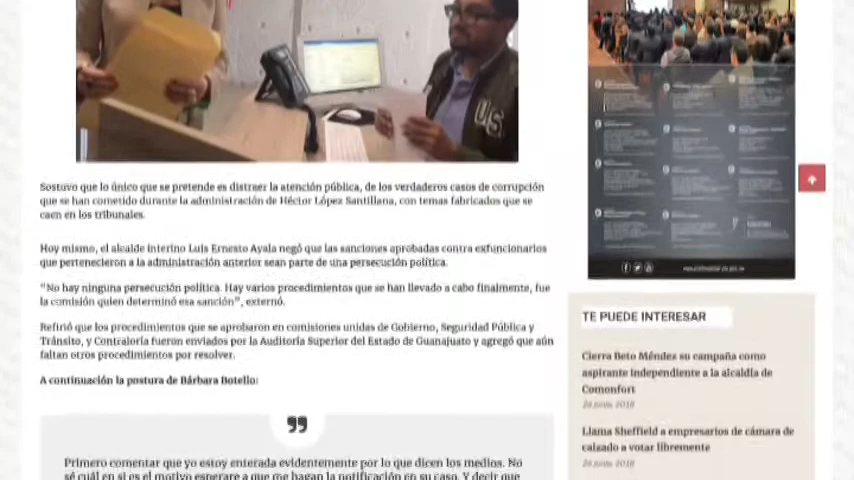 US
Sostuvo que lo único que se pretende es distraer la atención pública, de los verdaderos casos de corrupción
que se han cometido durante la administración de Héctor López Santillana, con temas fabricados que se
caen en los tribunales.
Hoy mismo, el alcalde interino Luis Ernesto Ayala negó que las sanciones aprobadas contra exfuncionarios
que pertenecieron a la administración anterior sean parte de una persecución política.
"No hay ninguna persecución política. Hay varios procedimientos que se han llevado a cabo finalmente, fue
la comisión quien determinó esa sanción", externó.
Refirió que los procedimientos que se aprobaron en comisiones unidas de Gobierno, Seguridad Pública y
Tránsito, y Contraloría fueron enviados por la Auditoría Superior del Estado de Guanajuato y agregó que aún
faltan otros procedimientos por resolver.
A continuación la postura de Bárbara Botello:
Primero comentar que yo estoy enterada evidentemente por lo que dicen los medios. No
sé cuál en si es el motivo esperare a que me hagan la notificación en su caso. Y decir que
TE PUEDE INTERESAR
Cierra Beto Méndez su campaña como
aspirante independiente a la alcaldía de
Comonfort
26 junio, 2018
Llama Sheffield a empresarios de cámara de
calzado a votar libremente
26 junio, 2018